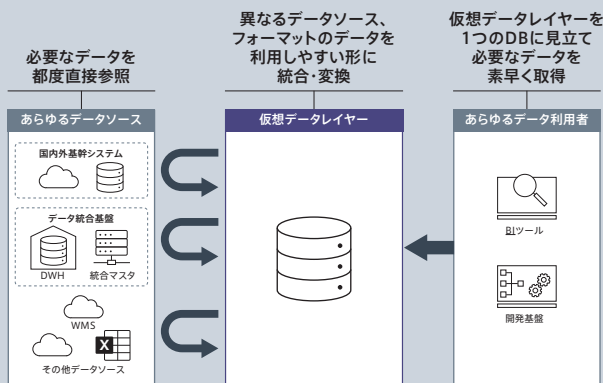 必要なデータを
都度直接参照
異なるデータソース、
フォーマットのデータを
利用しやすい形に
統合・変換
仮想データレイヤーを
1つのDBに見立て
必要なデータを
素早く取得
あらゆるデータソース
仮想データレイヤー
あらゆるデータ利用者
国内外基幹システム
データ統合基盤
DWH
統合マスタ
WMS
X
その他データソース
BIツール
開発基盤